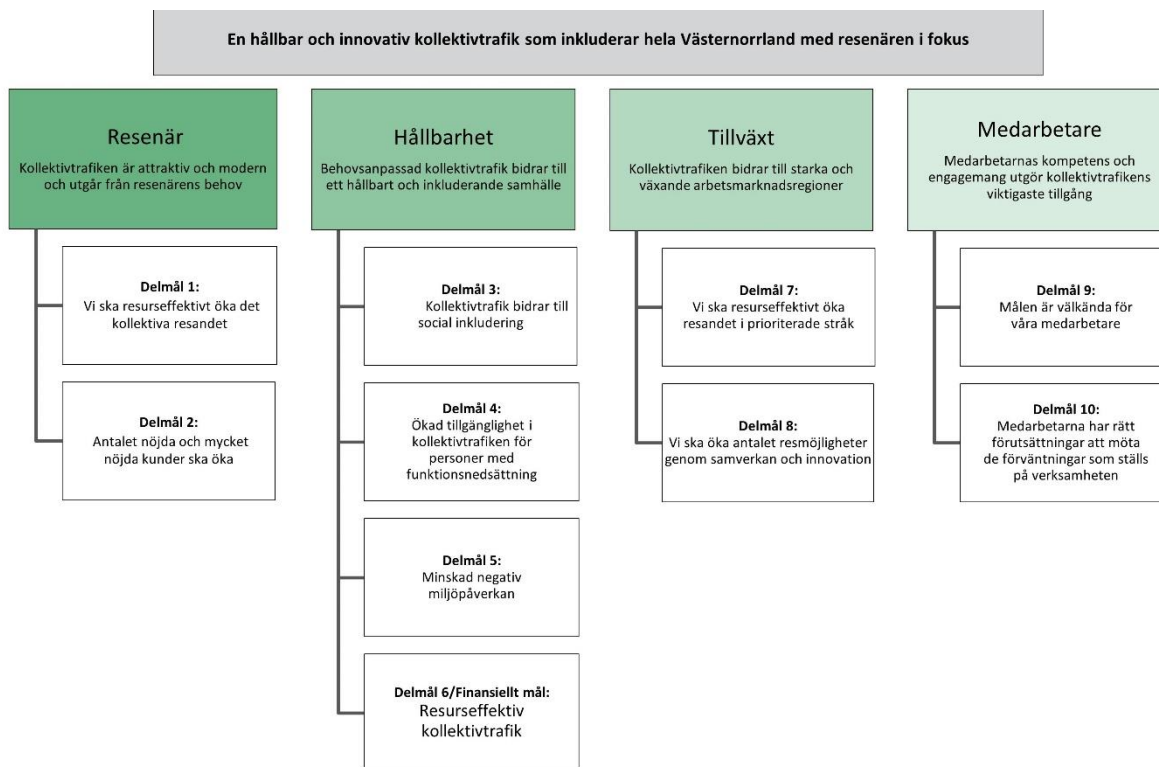 En hållbar och innovativ kollektivtrafik som inkluderar hela Västernorrland med resenären i fokus
Resenär
Kollektivtrafiken är attraktiv och modern
och utgår från resenärens behov
Delmål 1:
Vi ska resurseffektivt öka det
kollektiva resandet
Delmål 2:
Antalet nöjda och mycket
nöjda kunder ska öka
Hållbarhet
Behovsanpassad kollektivtrafik bidrar till
ett hållbart och inkluderande samhälle
Delmål 3:
Kollektivtrafik bidrar till
social inkludering
Delmål 4:
Ökad tillgänglighet i
kollektivtrafiken för
personer med
funktionsnedsättning
Delmål 5:
Minskad negativ
miljöpåverkan
Delmål 6/Finansiellt mål:
Resurseffektiv
kollektivtrafik
Tillväxt
Kollektivtrafiken bidrar till starka och
växande arbetsmarknadsregioner
Delmål 7:
Vi ska resurseffektivt öka
resandet i prioriterade stråk
Delmål 8:
Vi ska öka antalet resmöjligheter
genom samverkan och innovation
Medarbetare
Medarbetarnas kompetens och
engagemang utgör kollektivtrafikens
viktigaste tillgång
Delmål 9:
Målen är välkända för
våra medarbetare
Delmål 10:
Medarbetarna har rätt
förutsättningar att möta
de förväntningar som ställs
på verksamheten